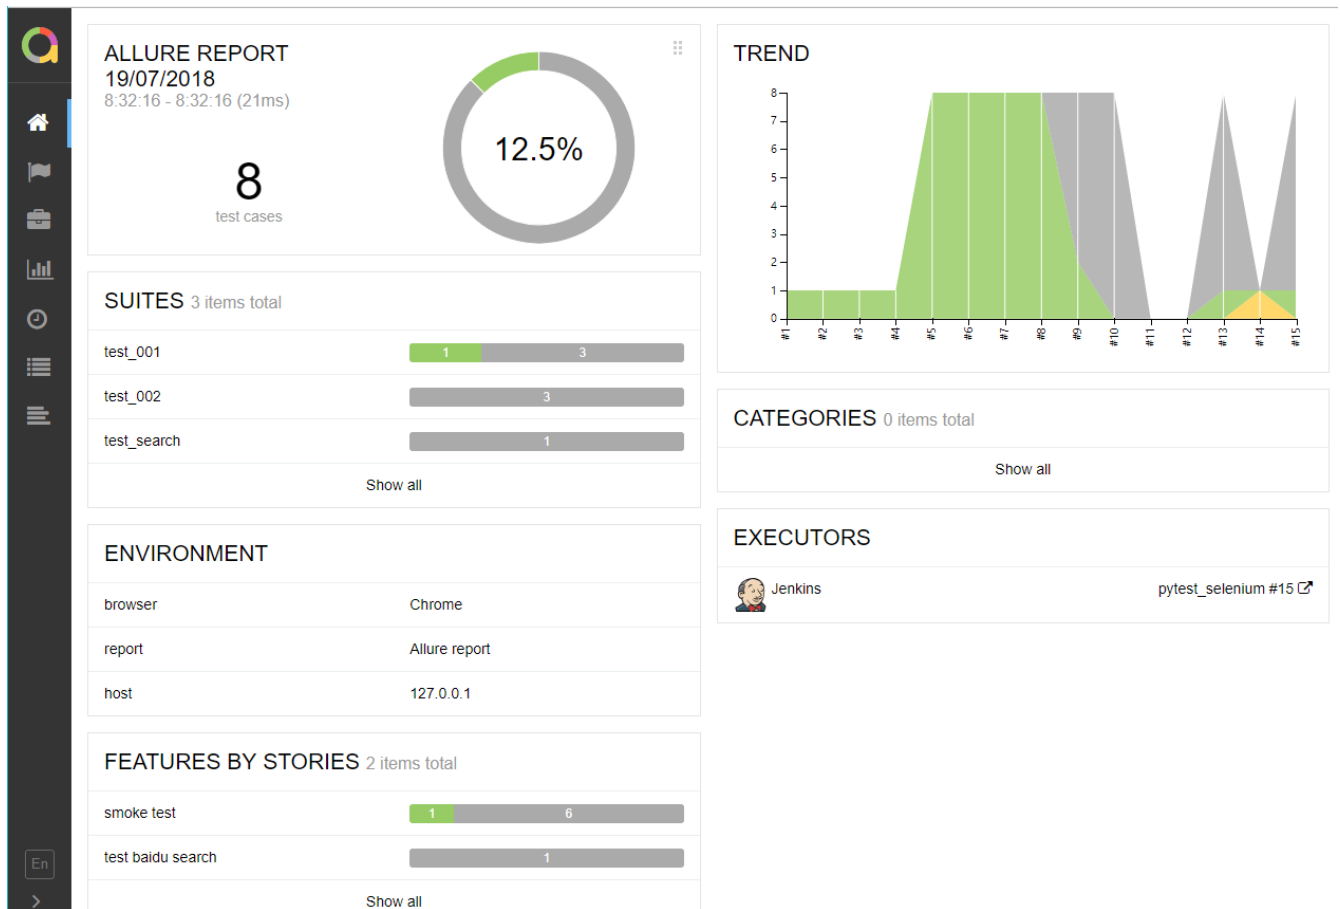 ALLURE REPORT
19/07/2018
8:32:16 - 8:32:16 (21ms)
8
test cases
12.5%
SUITES 3 items total
test_001 1 3
test_002 3
test_search 1
Show all
ENVIRONMENT
browser Chrome
report Allure report
host 127.0.0.1
FEATURES BY STORIES 2 items total
smoke test 1 6
test baidu search 1
Show all
En
TREND
8
7
6
5
4
3
2
1
0
#1 #2 #3 #4 #5 #6 #7 #8 #9 #10 #11 #12 #13 #14 #15
CATEGORIES 0 items total
Show all
EXECUTORS
Jenkins pytest_selenium #15